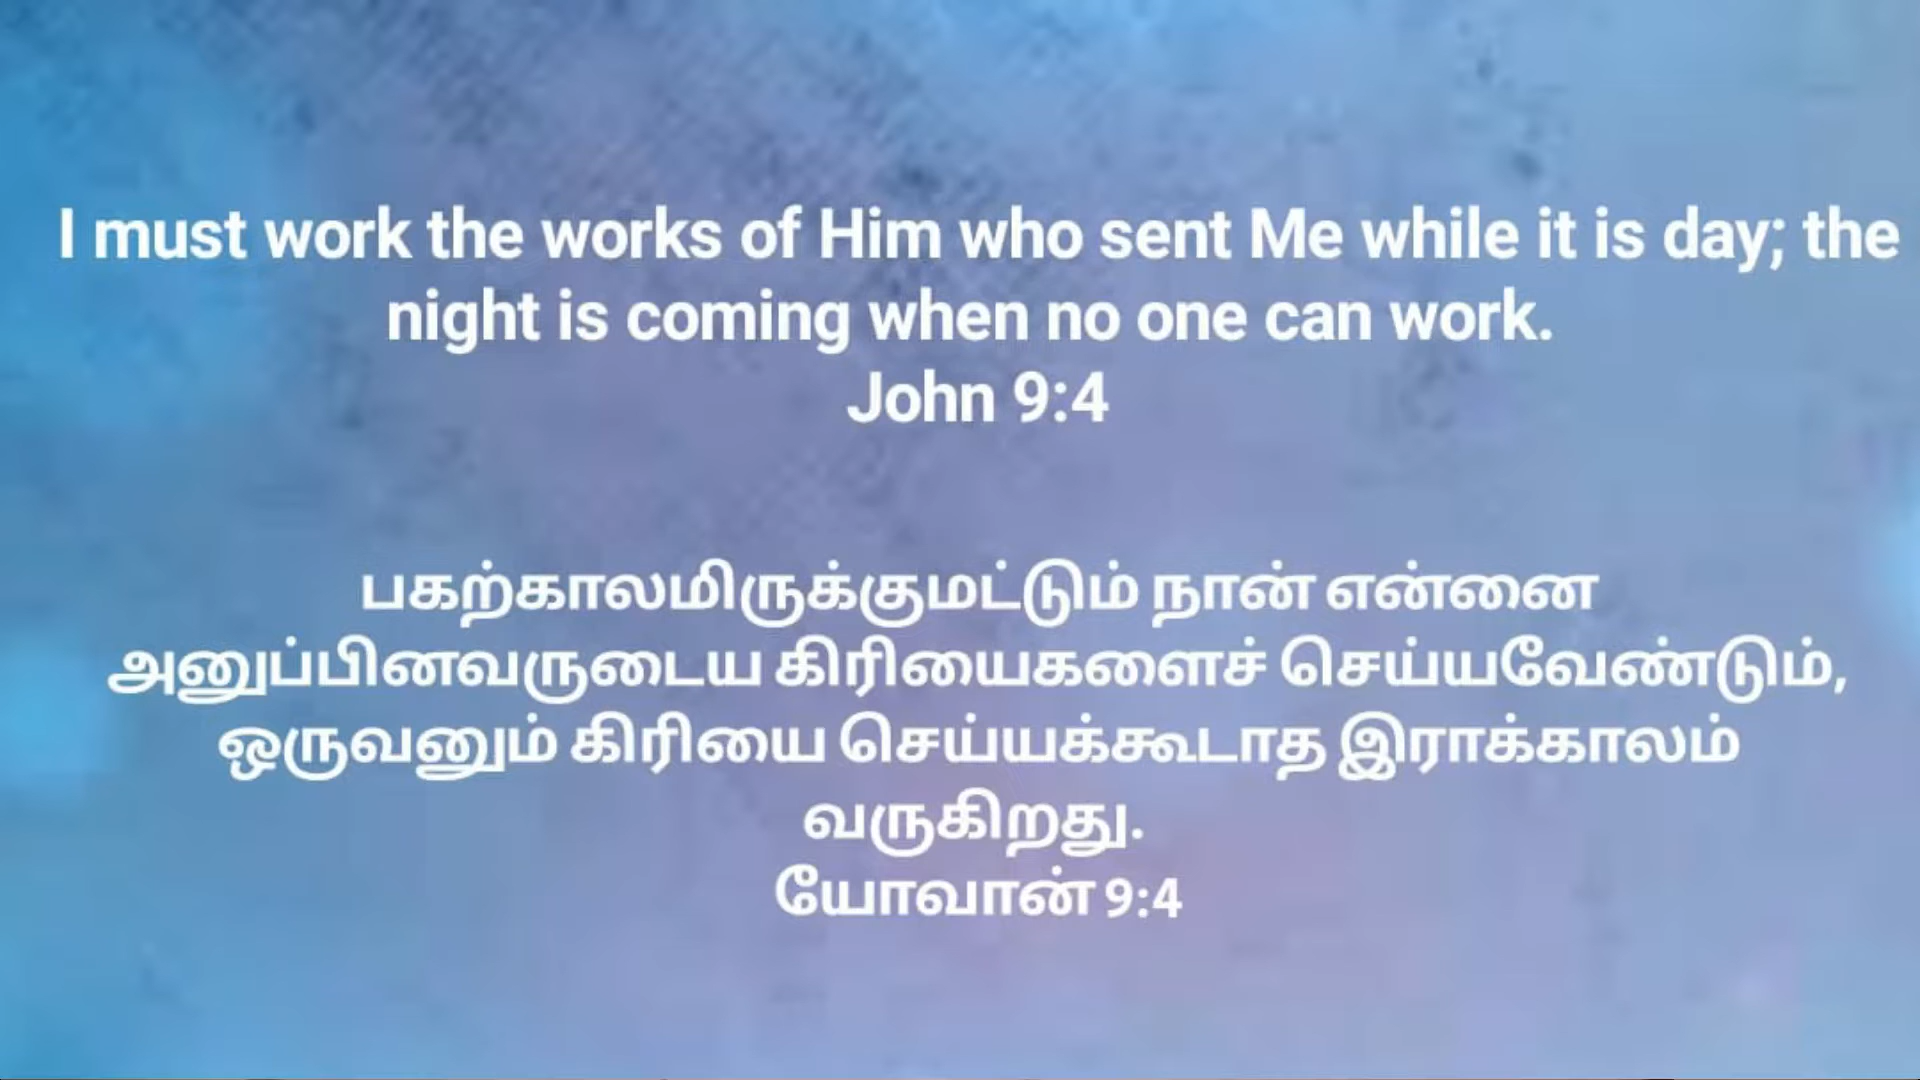 I must work the works of Him who sent Me while it is day; the
night is coming when no one can work.
John 9:4
பகற்காலமிருக்குமட்டும் நான் என்னை
அனுப்பினவருடைய கிரியைகளைச் செய்யவேண்டும்,
ஒருவனும் கிரியை செய்யக்கூடாத இராக்காலம்
வருகிறது.
யோவான் 9:4